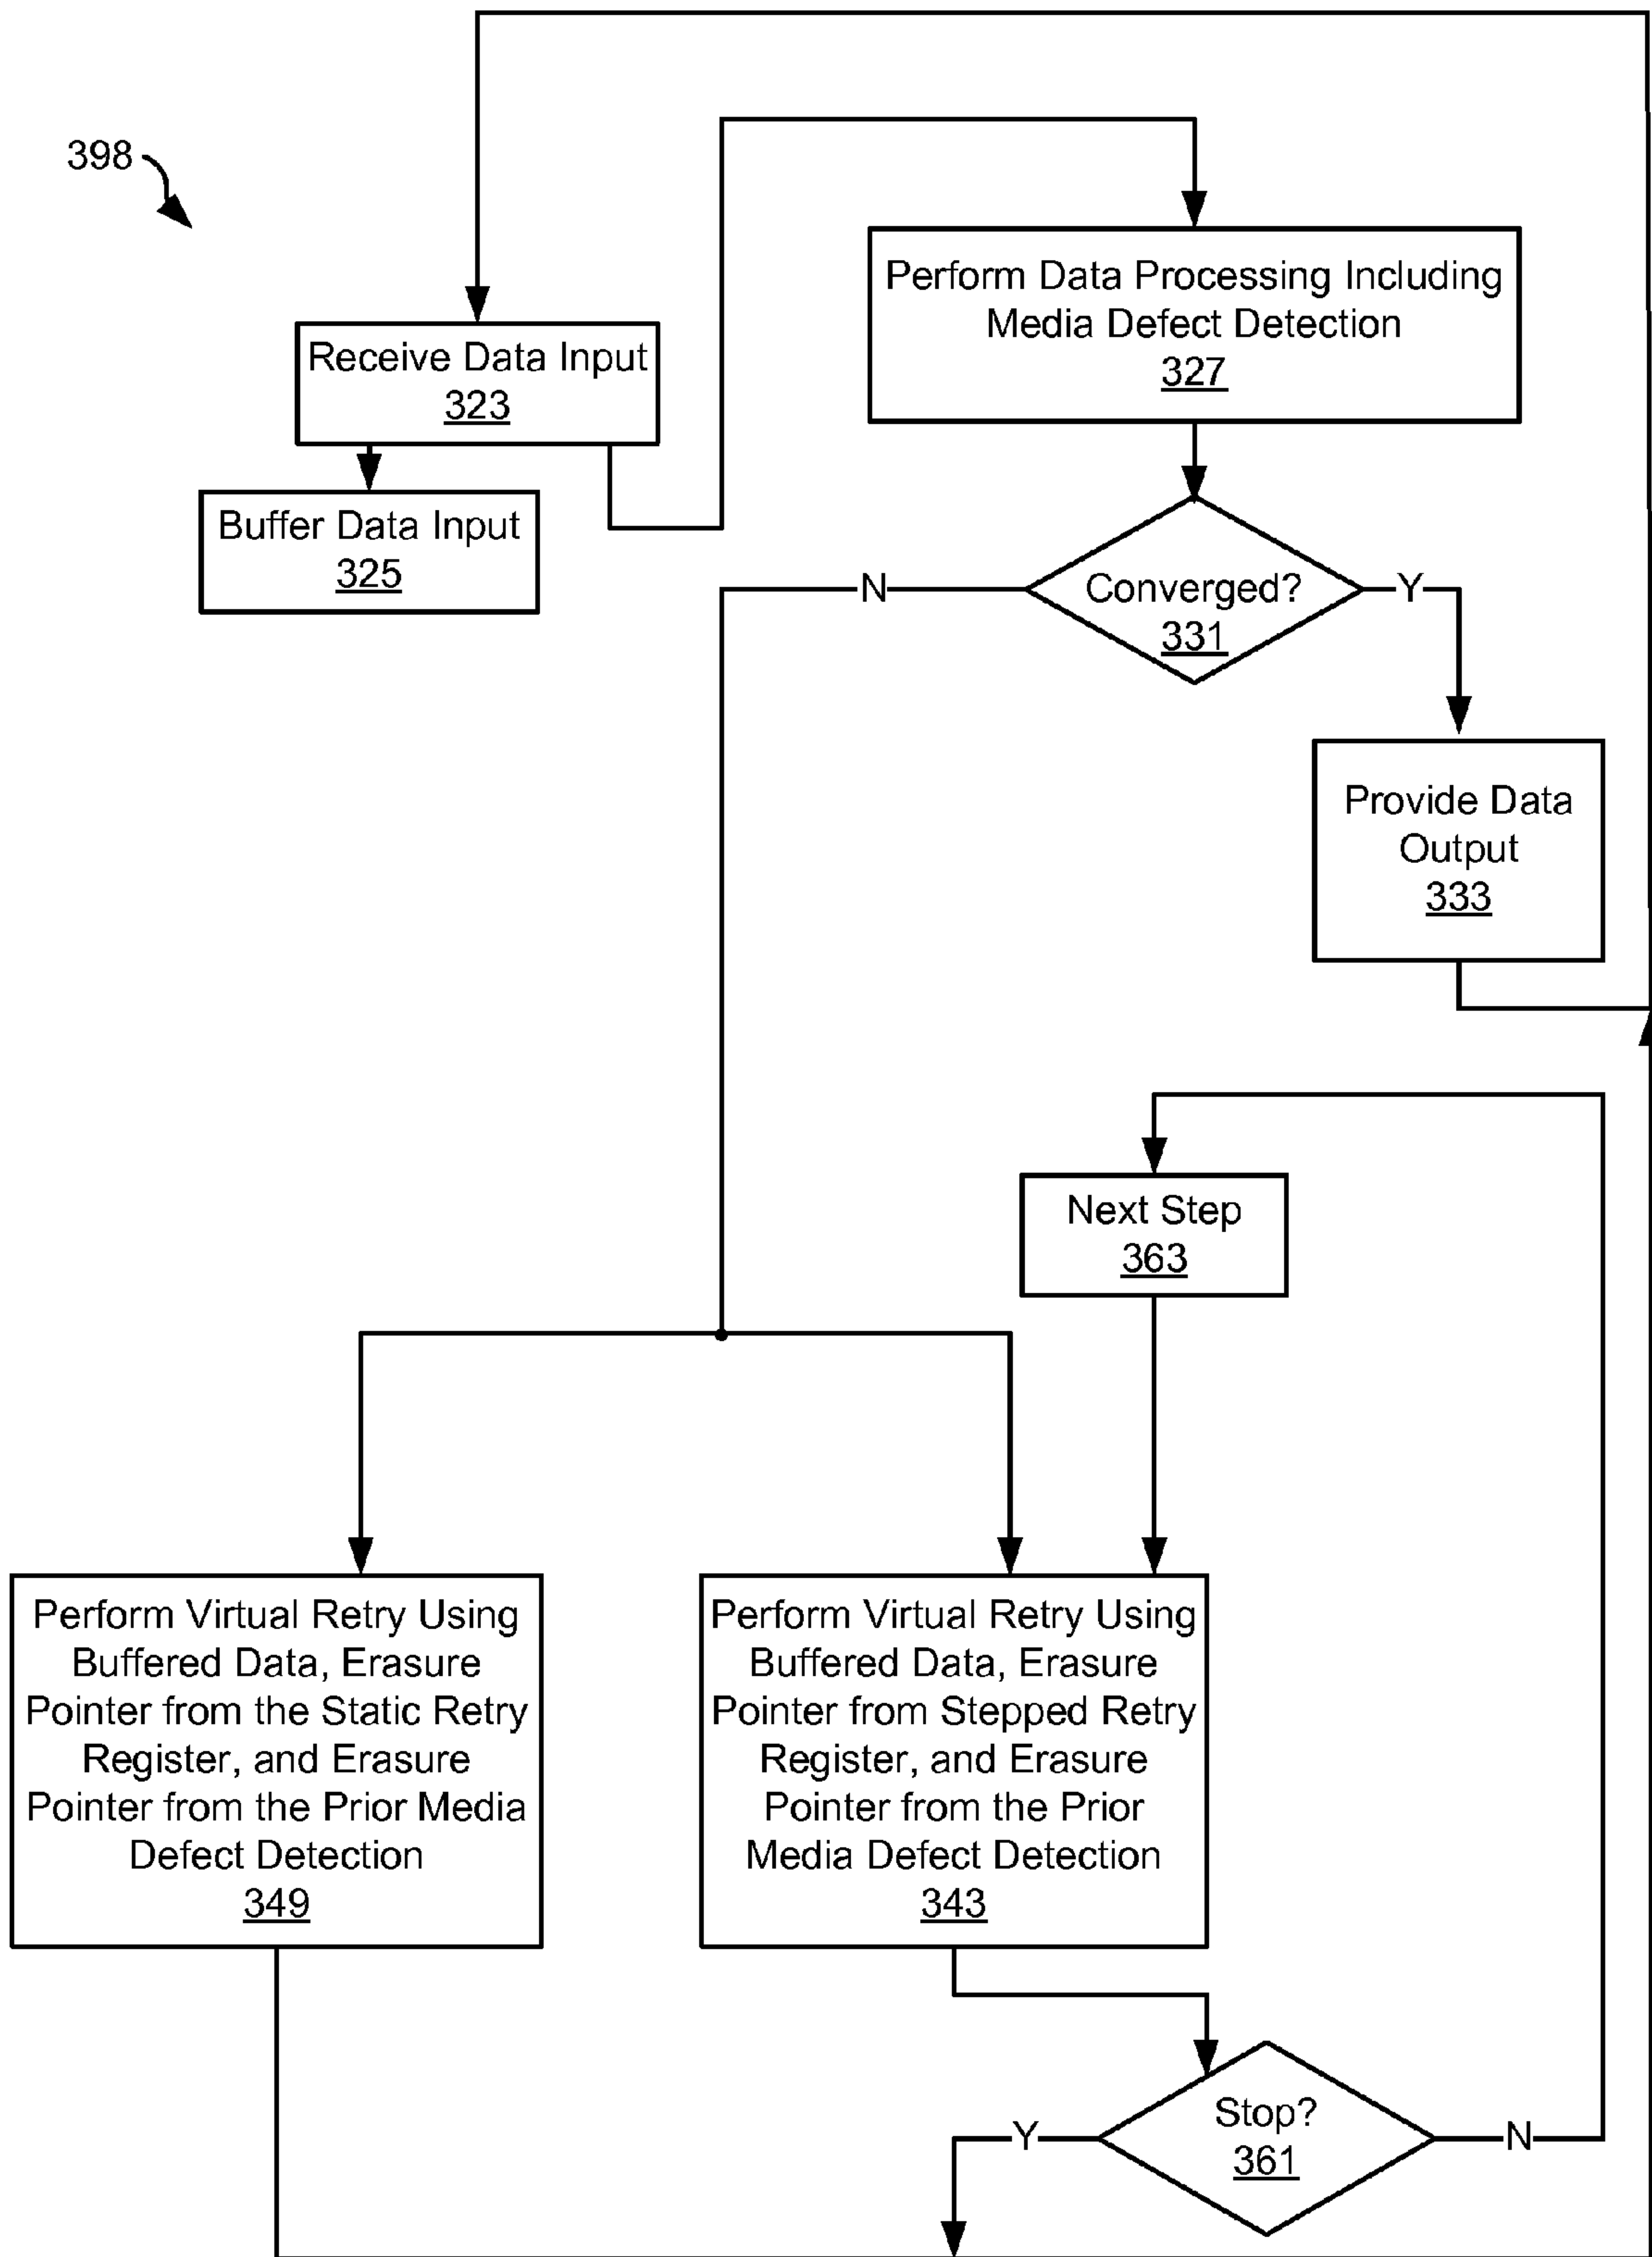 398
Perform Data Processing Including
Media Defect Detection
327
Receive Data Input
323
Buffer Data Input
325
N
Converged?
331
Y
Provide Data
Output
333
Next Step
363
Perform Virtual Retry Using
Buffered Data, Erasure
Pointer from the Static Retry
Register, and Erasure
Pointer from the Prior Media
Defect Detection
349
Perform Virtual Retry Using
Buffered Data, Erasure
Pointer from Stepped Retry
Register, and Erasure
Pointer from the Prior
Media Defect Detection
343
Y
Stop?
361
N